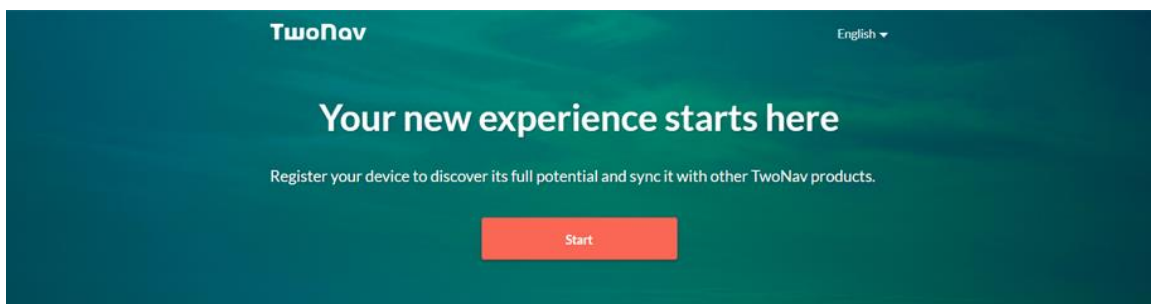 TwoNav
English
Your new experience starts here
Register your device to discover its full potential and sync it with other TwoNav products.
Start